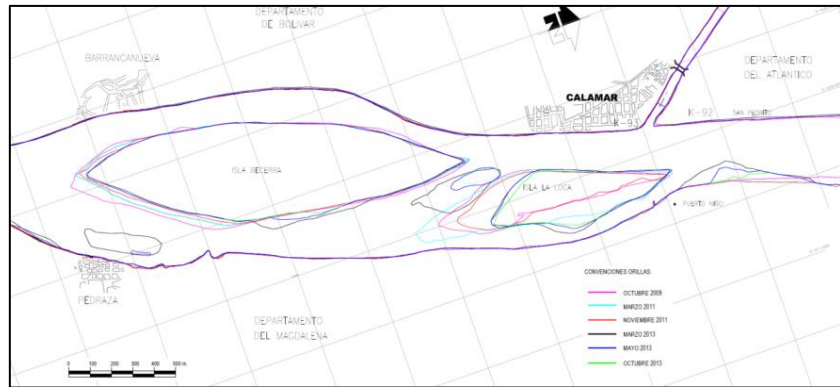 DEPARTAMENTO
DE BOLIVAR
BARRANCANUEVA
DEPARTAMENTO
DEL ATLANTICO
CALAMAR
K-93
K-92
ISLA BECERRA
ISLA LA LOCA
PUERTO NIÑO
PEDRAZA
DEPARTAMENTO
DEL MAGDALENA
CONVENCIONES ORILLAS:
OCTUBRE 2009
MARZO 2011
NOVIEMBRE 2011
MARZO 2013
MAYO 2013
OCTUBRE 2013
0 100 200 300 400 500 m.